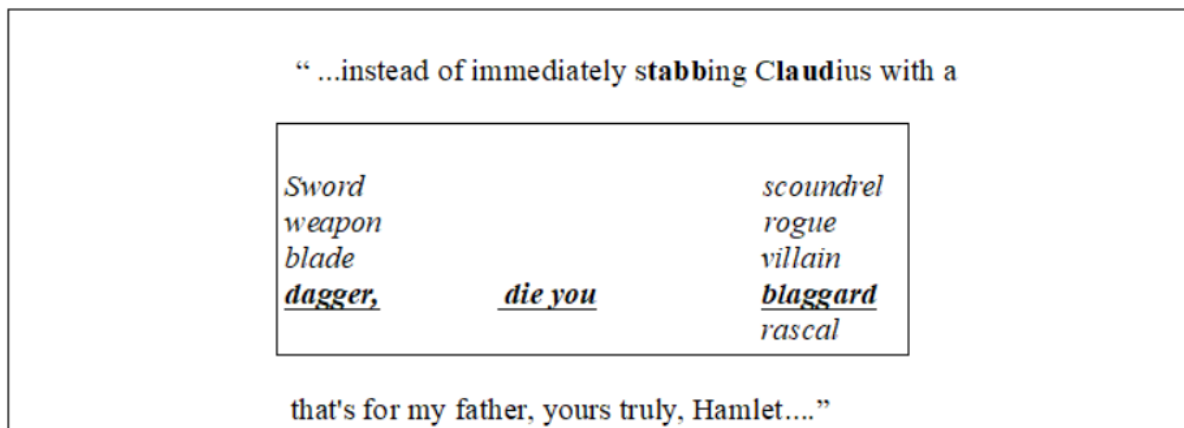 “ ...instead of immediately stabbing Claudius with a
Sword scoundrel
weapon rogue
blade villain
dagger, die you blaggard
rascal
that's for my father, yours truly, Hamlet....”